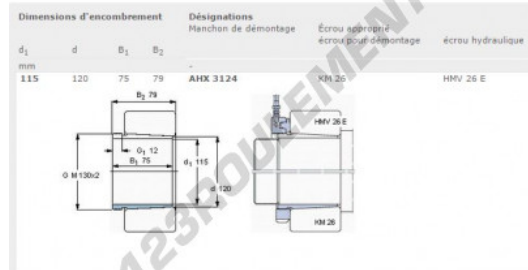 Dimensions d'encombrement Désignations
Manchon de démontage Écrou approprié
écrou pour démontage écrou hydraulique
d1 d B1 B2
mm -
115 120 75 79 AHX 3124 KM 26 HMV 26 E
B2 79
HMV 26 E
G1 12
B1 75
d1 115
G M130x2
d 120
KM 26
123ROULEMENT